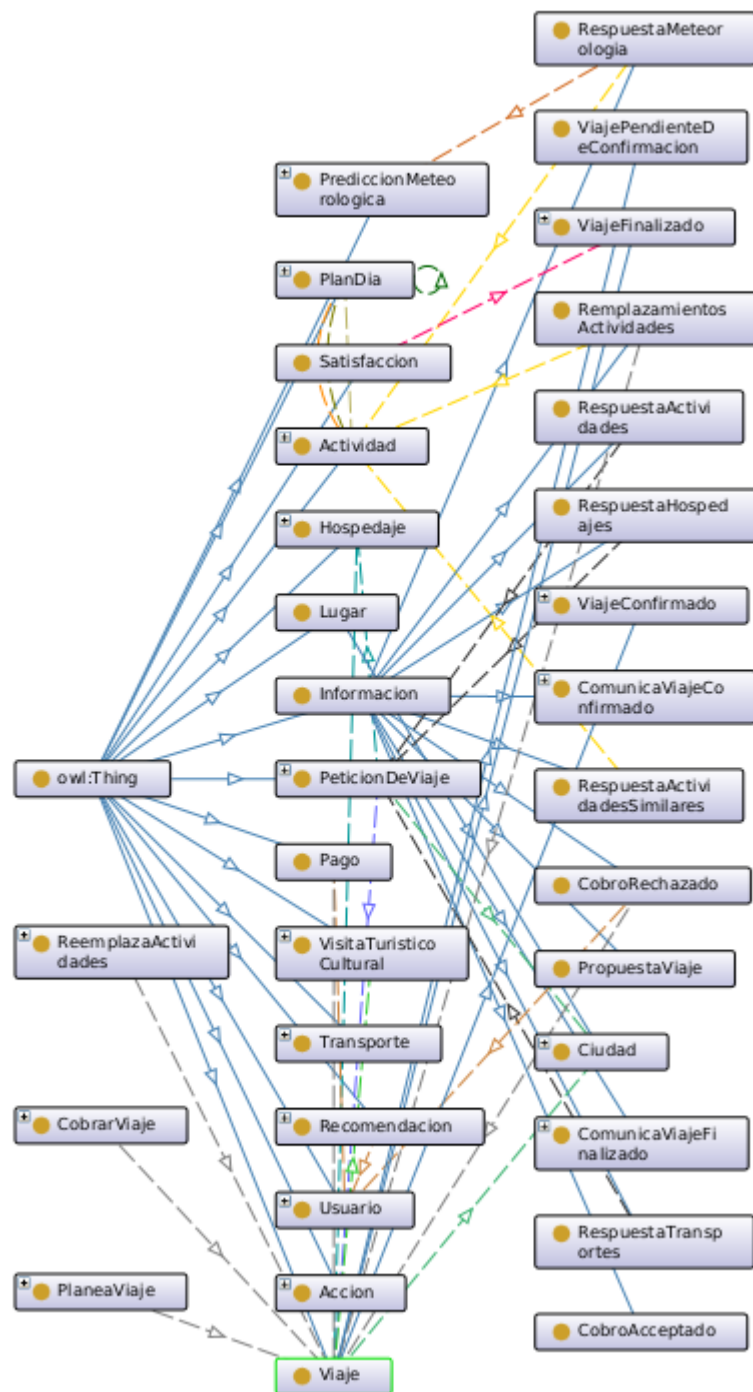 RespuestaMeteor
ologia
ViajePendienteD
eConfirmacion
PrediccionMeteo
rologica
ViajeFinalizado
PlanDia
Remplazamientos
Actividades
Satisfaccion
RespuestaActivi
dades
Actividad
RespuestaHosped
ajes
Hospedaje
ViajeConfirmado
Lugar
Informacion
ComunicaViajeCo
nfirmado
owl:Thing
PeticionDeViaje
RespuestaActivi
dadesSimilares
Pago
CobroRechazado
ReemplazaActivi
dades
VisitaTuristico
Cultural
PropuestaViaje
Transporte
Ciudad
CobrarViaje
Recomendacion
ComunicaViajeFi
nalizado
Usuario
RespuestaTransp
ortes
PlaneaViaje
Accion
CobroAcceptado
Viaje